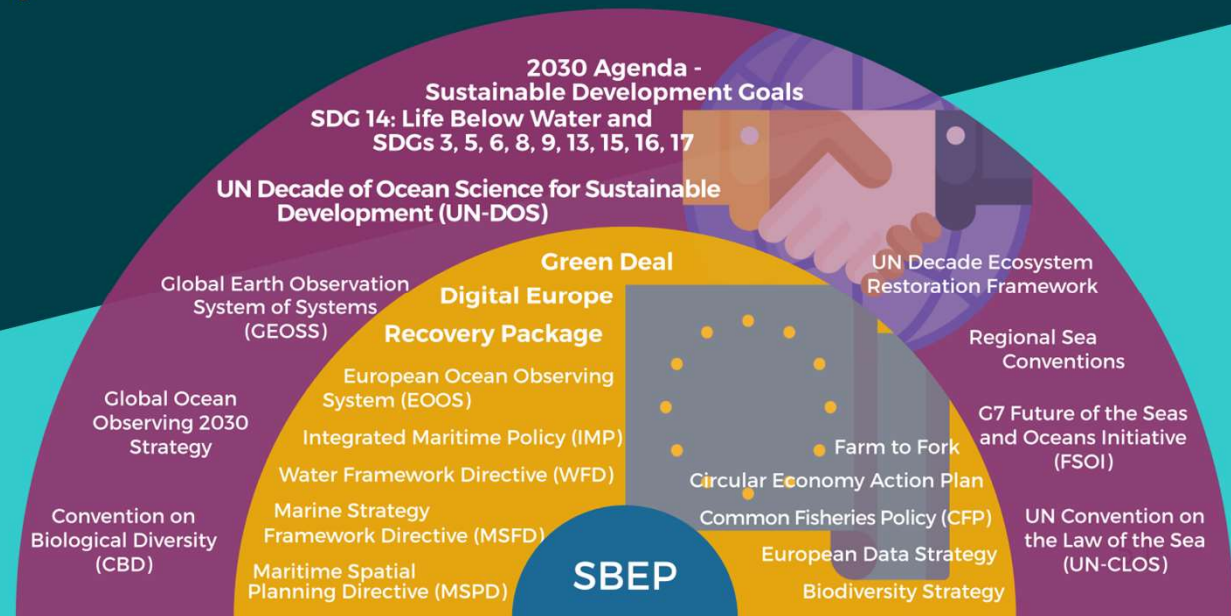 2030 Agenda -
Sustainable Development Goals
SDG 14: Life Below Water and
SDGs 3, 5, 6, 8, 9, 13, 15, 16, 17
UN Decade of Ocean Science for Sustainable
Development (UN-DOS)
Global Earth Observation
System of Systems
(GEOSS)
Global Ocean
Observing 2030
Strategy
Convention on
Biological Diversity
(CBD)
UN Decade Ecosystem
Restoration Framework
Regional Sea
Conventions
G7 Future of the Seas
and Oceans Initiative
(FSOI)
UN Convention on
the Law of the Sea
(UN-CLOS)
Green Deal
Digital Europe
Recovery Package
European Ocean Observing
System (EOOS)
Integrated Maritime Policy (IMP)
Water Framework Directive (WFD)
Marine Strategy
Framework Directive (MSFD)
Maritime Spatial
Planning Directive (MSPD)
Farm to Fork
Circular Economy Action Plan
Common Fisheries Policy (CFP)
European Data Strategy
Biodiversity Strategy
SBEP